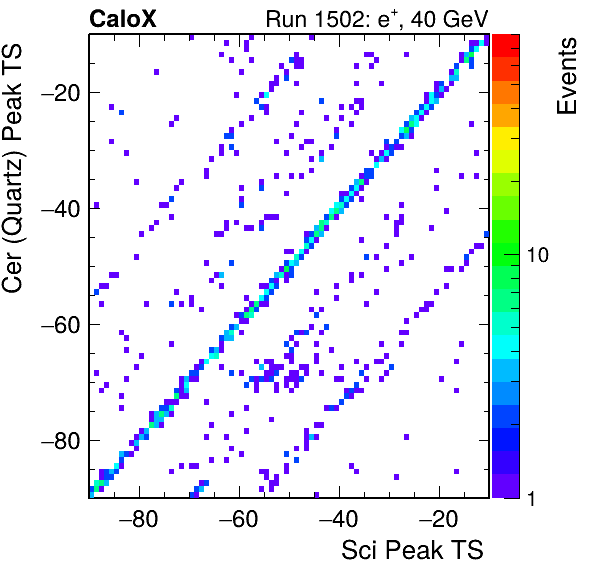 CaloX Run 1502: e⁺, 40 GeV
Cer (Quartz) Peak TS
−20
−40
−60
−80
−80 −60 −40 −20
Sci Peak TS
Events
10
1